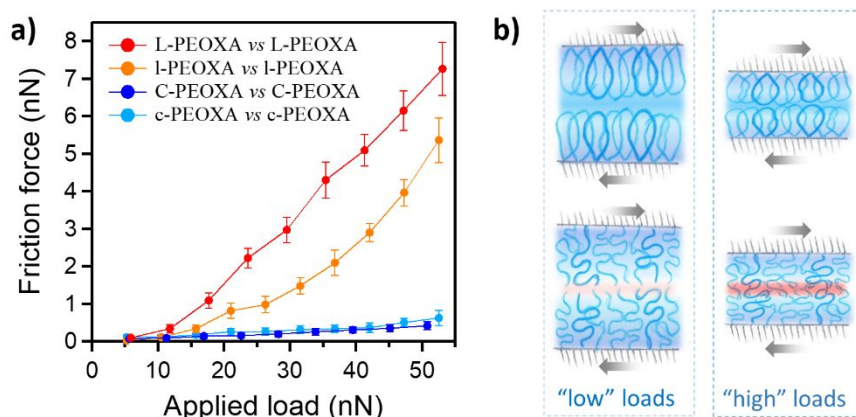 a)
8
7
6
5
4
3
2
1
0
Friction force (nN)
L-PEOXA vs L-PEOXA
l-PEOXA vs l-PEOXA
C-PEOXA vs C-PEOXA
c-PEOXA vs c-PEOXA
0 10 20 30 40 50
Applied load (nN)
b)
“low” loads
“high” loads